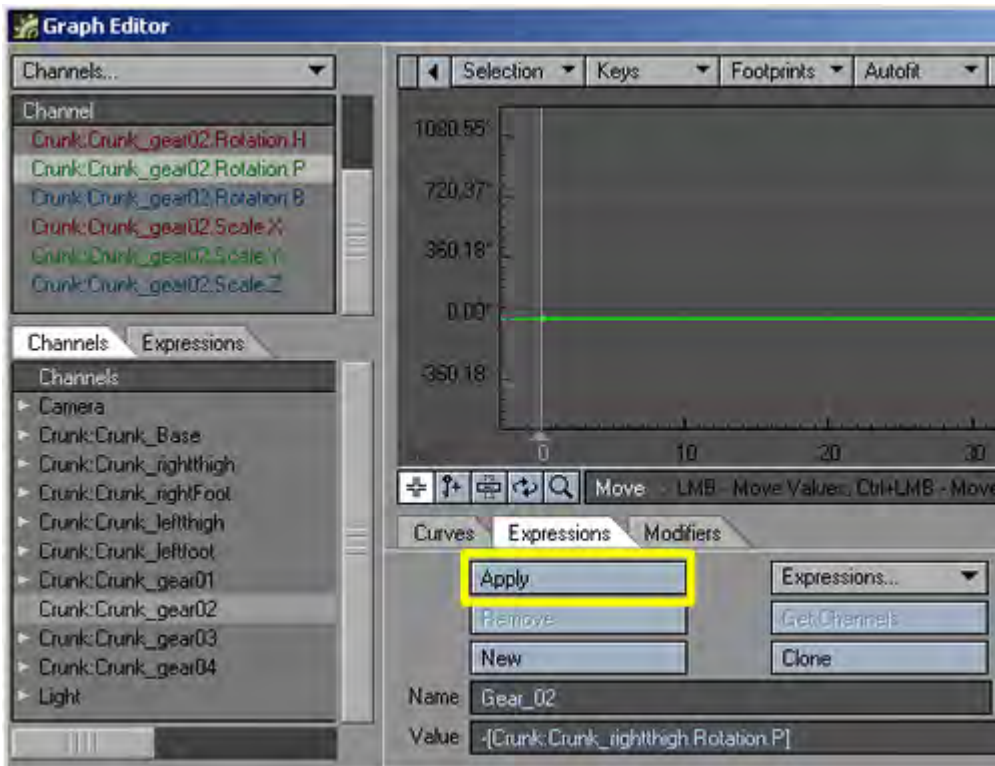 Graph Editor
Channels...
Selection
Keys
Footprints
Autofit
Channel
Crunk:Crunk_gear02.Rotation.H
Crunk:Crunk_gear02.Rotation.P
Crunk:Crunk_gear02.Rotation.B
Crunk:Crunk_gear02.Scale.X
Crunk:Crunk_gear02.Scale.Y
Crunk:Crunk_gear02.Scale.Z
1080.55°
720.37°
360.18°
0.00°
-360.18
0
10
20
30
Channels
Expressions
Channels
Camera
Crunk:Crunk_Base
Crunk:Crunk_rightthigh
Crunk:Crunk_rightFoot
Crunk:Crunk_leftthigh
Crunk:Crunk_leftfoot
Crunk:Crunk_gear01
Crunk:Crunk_gear02
Crunk:Crunk_gear03
Crunk:Crunk_gear04
Light
Move - LMB - Move Values, Ctrl+LMB - Move
Curves
Expressions
Modifiers
Apply
Expressions...
Remove
Get Channels
New
Clone
Name Gear_02
Value -[Crunk:Crunk_rightthigh.Rotation.P]